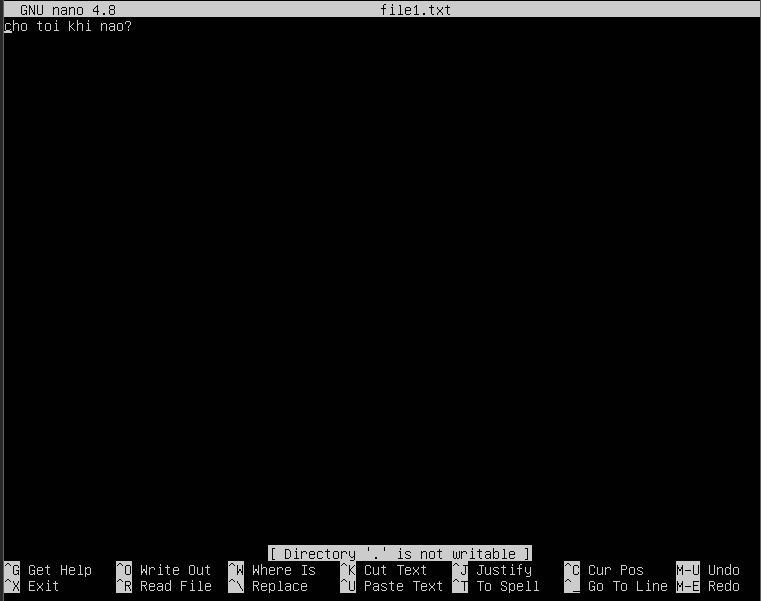 GNU nano 4.8 file1.txt
cho toi khi nao?
[ Directory '.' is not writable ]
^G Get Help ^O Write Out ^W Where Is ^K Cut Text ^J Justify ^C Cur Pos M-U Undo
^X Exit ^R Read File ^\ Replace ^U Paste Text ^T To Spell ^_ Go To Line M-E Redo